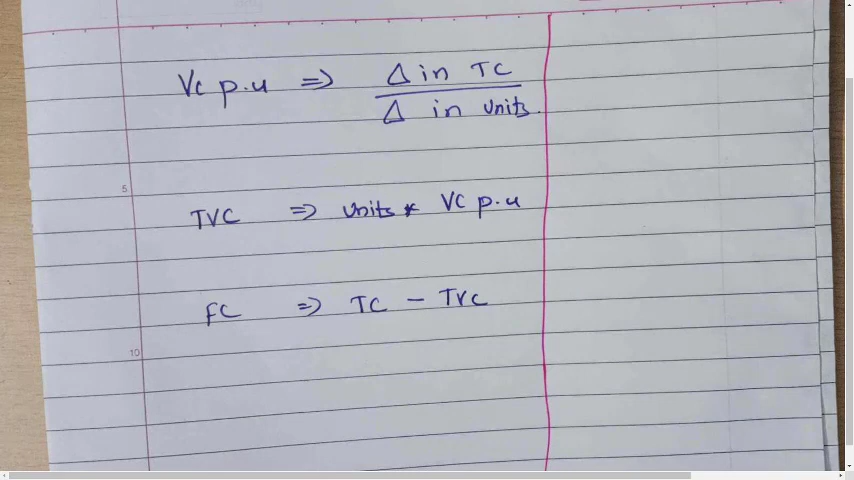 VC p.u => Δ in TC
Δ in units.
5
TVC => units * VC p.u
FC => TC - TVC
10